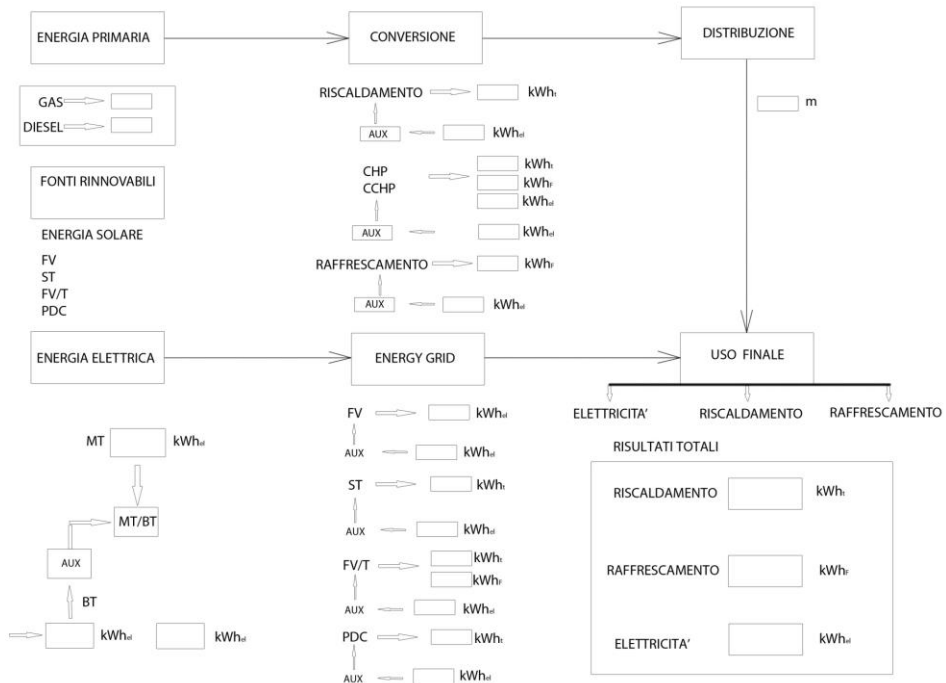 ENERGIA PRIMARIA
CONVERSIONE
DISTRIBUZIONE
GAS
DIESEL
RISCALDAMENTO
kWht
AUX
kWhel
m
FONTI RINNOVABILI
CHP
CCHP
kWht
kWhF
kWhel
AUX
kWhel
ENERGIA SOLARE
FV
ST
FV/T
PDC
RAFFRESCAMENTO
kWhF
AUX
kWhel
ENERGIA ELETTRICA
ENERGY GRID
USO FINALE
ELETTRICITA'
RISCALDAMENTO
RAFFRESCAMENTO
MT
kWhel
MT/BT
AUX
BT
kWhel
kWhel
FV
kWhel
AUX
kWhel
ST
kWht
AUX
kWhel
FV/T
kWht
kWhF
AUX
kWhel
PDC
kWht
AUX
kWhel
RISULTATI TOTALI
RISCALDAMENTO
kWht
RAFFRESCAMENTO
kWhF
ELETTRICITA'
kWhel